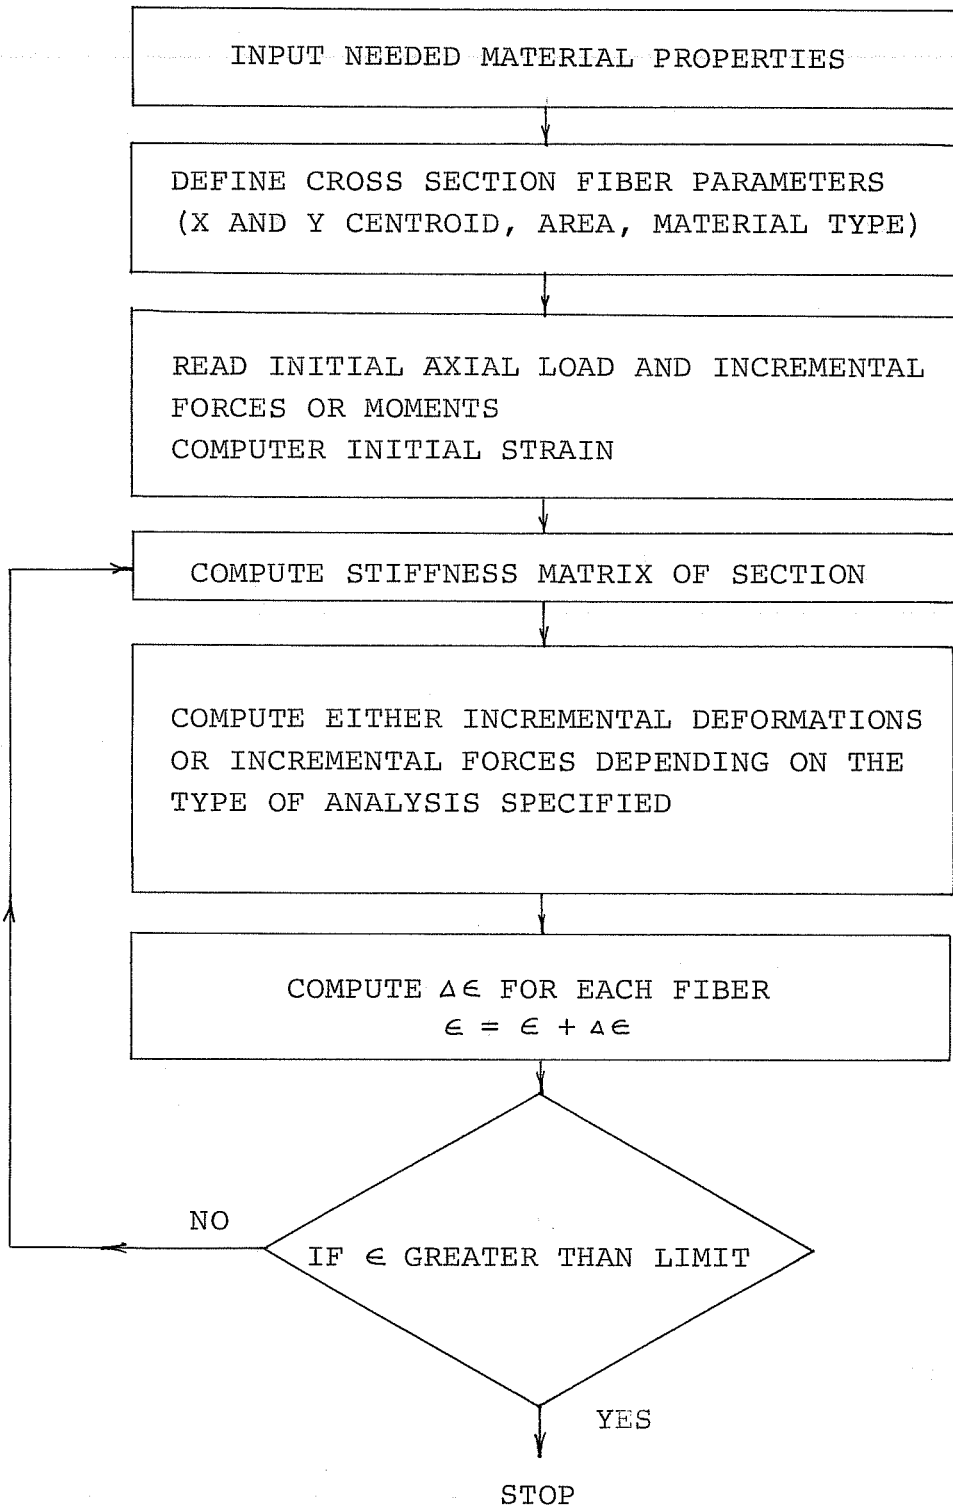 INPUT NEEDED MATERIAL PROPERTIES
DEFINE CROSS SECTION FIBER PARAMETERS
(X AND Y CENTROID, AREA, MATERIAL TYPE)
READ INITIAL AXIAL LOAD AND INCREMENTAL
FORCES OR MOMENTS
COMPUTER INITIAL STRAIN
COMPUTE STIFFNESS MATRIX OF SECTION
COMPUTE EITHER INCREMENTAL DEFORMATIONS
OR INCREMENTAL FORCES DEPENDING ON THE
TYPE OF ANALYSIS SPECIFIED
COMPUTE Δϵ FOR EACH FIBER
ϵ = ϵ + Δϵ
NO
IF ϵ GREATER THAN LIMIT
YES
STOP